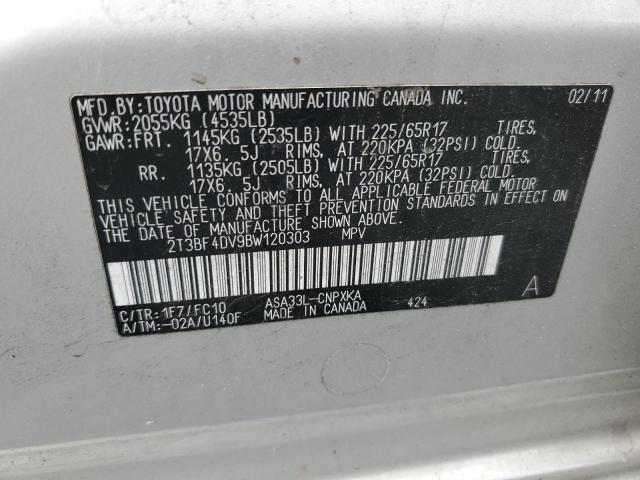 MFD.BY:TOYOTA MOTOR MANUFACTURING CANADA INC. 02/11
GVWR:2055KG (4535LB)
GAWR:FRT. 1145KG (2535LB) WITH 225/65R17 TIRES,
17X6.5J RIMS, AT 220KPA (32PSI) COLD.
RR. 1135KG (2505LB) WITH 225/65R17 TIRES,
17X6.5J RIMS, AT 220KPA (32PSI) COLD.
THIS VEHICLE CONFORMS TO ALL APPLICABLE FEDERAL MOTOR
VEHICLE SAFETY AND THEFT PREVENTION STANDARDS IN EFFECT ON
THE DATE OF MANUFACTURE SHOWN ABOVE.
2T3BF4DV9BW120303 MPV
A
C/TR:1F7/FC10 ASA33L-CNPXKA 424
A/TM:-02A/U140F MADE IN CANADA